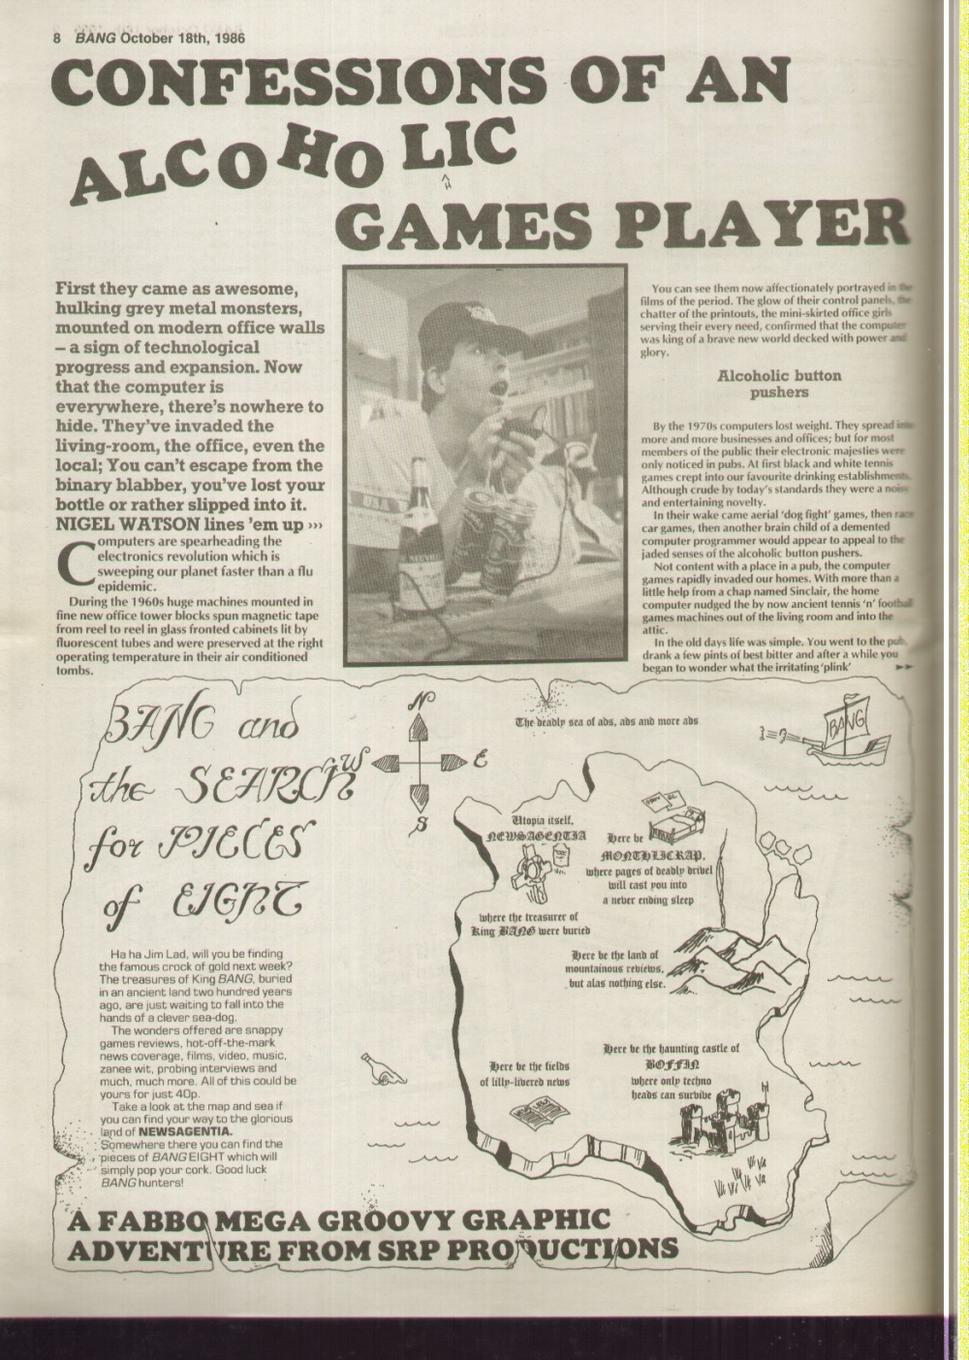 8 BANG October 18th, 1986
CONFESSIONS OF AN
ALCOHOLIC
GAMES PLAYER
First they came as awesome,
hulking grey metal monsters,
mounted on modern office walls
– a sign of technological
progress and expansion. Now
that the computer is
everywhere, there's nowhere to
hide. They've invaded the
living-room, the office, even the
local; You can't escape from the
binary blabber, you've lost your
bottle or rather slipped into it.
NIGEL WATSON lines 'em up ›››
Computers are spearheading the
electronics revolution which is
sweeping our planet faster than a flu
epidemic.
During the 1960s huge machines mounted in
fine new office tower blocks spun magnetic tape
from reel to reel in glass fronted cabinets lit by
fluorescent tubes and were preserved at the right
operating temperature in their air conditioned
tombs.
USA
You can see them now affectionately portrayed in the
films of the period. The glow of their control panels, the
chatter of the printouts, the mini-skirted office girls
serving their every need, confirmed that the computer
was king of a brave new world decked with power and
glory.
Alcoholic button
pushers
By the 1970s computers lost weight. They spread into
more and more businesses and offices; but for most
members of the public their electronic majesties were
only noticed in pubs. At first black and white tennis
games crept into our favourite drinking establishments.
Although crude by today's standards they were a noisy
and entertaining novelty.
In their wake came aerial 'dog fight' games, then race
car games, then another brain child of a demented
computer programmer would appear to appeal to the
jaded senses of the alcoholic button pushers.
Not content with a place in a pub, the computer
games rapidly invaded our homes. With more than a
little help from a chap named Sinclair, the home
computer nudged the by now ancient tennis 'n' football
games machines out of the living room and into the
attic.
In the old days life was simple. You went to the pub,
drank a few pints of best bitter and after a while you
began to wonder what the irritating 'plink'
BANG and
the SEARCH
for PIECES
of EIGHT
N
W
E
S
The deadly sea of ads, ads and more ads
BANG
Utopia itself,
NEWSAGENTIA
where the treasurer of
King BANG were buried
Here be
MONTHLICRAP,
where pages of deadly drivel
will cast you into
a never ending sleep
Here be the land of
mountainous reviews,
but alas nothing else.
Here be the fields
of lilly-livered news
Here be the haunting castle of
BOFFIN
where only techno
heads can survive
Ha ha Jim Lad, will you be finding
the famous crock of gold next week?
The treasures of King BANG, buried
in an ancient land two hundred years
ago, are just waiting to fall into the
hands of a clever sea-dog.
The wonders offered are snappy
games reviews, hot-off-the-mark
news coverage, films, video, music,
zanee wit, probing interviews and
much, much more. All of this could be
yours for just 40p.
Take a look at the map and sea if
you can find your way to the glorious
land of NEWSAGENTIA.
Somewhere there you can find the
pieces of BANG EIGHT which will
simply pop your cork. Good luck
BANG hunters!
A FABBO MEGA GROOVY GRAPHIC
ADVENTURE FROM SRP PRODUCTIONS